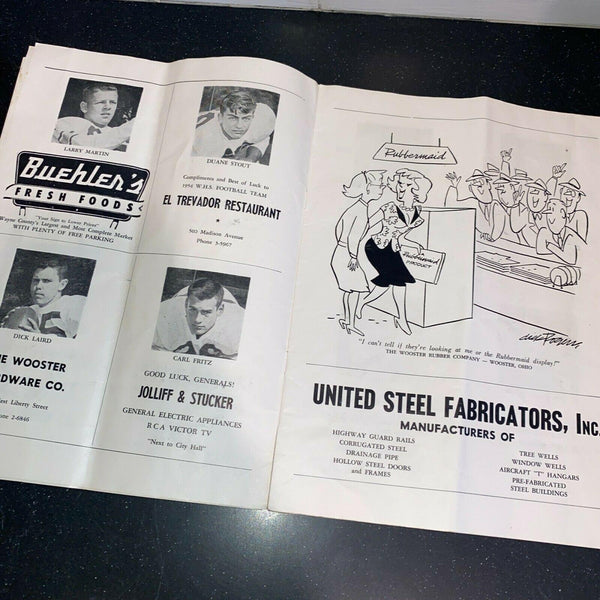 LARRY MARTIN
Buehler's
FRESH FOODS
"Your Sign to Lower Prices"
Wayne County's Largest and Most Complete Market
WITH PLENTY OF FREE PARKING
DICK LAIRD
WOOSTER
CO.
Liberty Street
2-6846
DUANE STOUT
Compliments and Best of Luck to
1954 W.H.S. FOOTBALL TEAM
EL TREVADOR RESTAURANT
★
503 Madison Avenue
Phone 3-5967
CARL FRITZ
GOOD LUCK, GENERALS!
JOLLIFF & STUCKER
GENERAL ELECTRIC APPLIANCES
RCA VICTOR TV
"Next to City Hall"
Rubbermaid
Rubbermaid
PRODUCT
"I can't tell if they're looking at me or the Rubbermaid display!"
THE WOOSTER RUBBER COMPANY — WOOSTER, OHIO
UNITED STEEL FABRICATORS, INC.
MANUFACTURERS OF
HIGHWAY GUARD RAILS
CORRUGATED STEEL
DRAINAGE PIPE
HOLLOW STEEL DOORS
and FRAMES
TREE WELLS
WINDOW WELLS
AIRCRAFT "T" HANGARS
PRE-FABRICATED
STEEL BUILDINGS